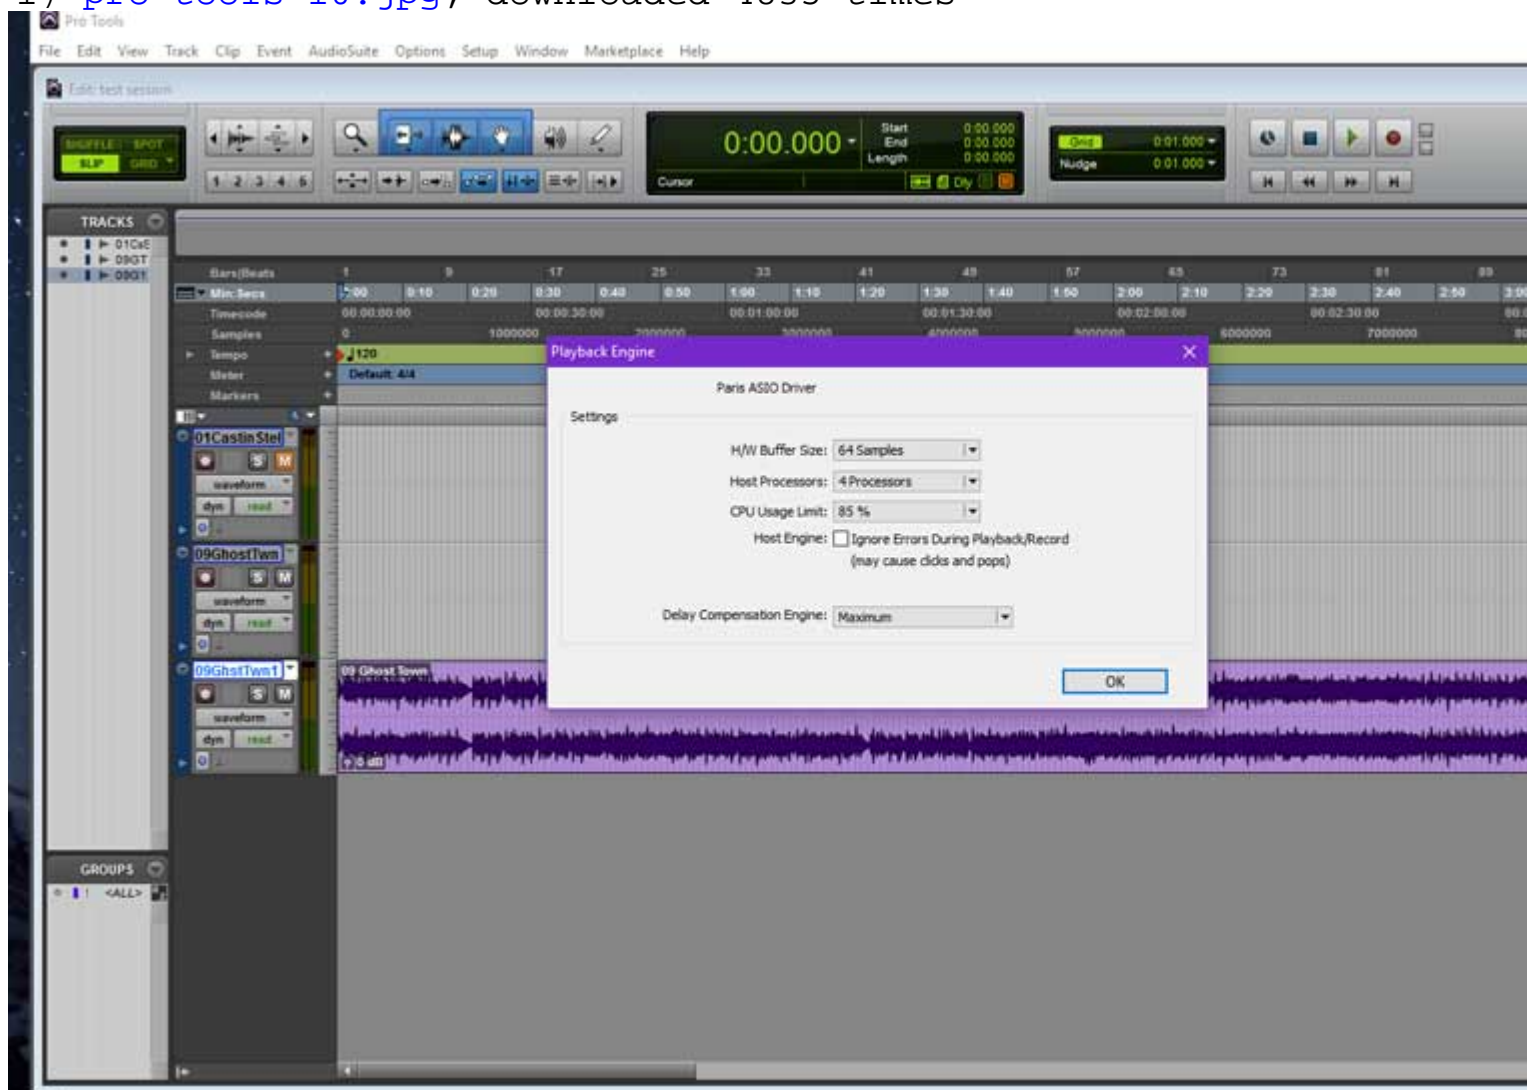 Pro Tools
File Edit View Track Clip Event AudioSuite Options Setup Window Marketplace Help
Edit: test session
SHUFFLE SPOT
SLIP GRID
1 2 3 4 5
0:00.000
Start 0:00.000
End 0:00.000
Length 0:00.000
Cursor
Dly
Grid 0:01.000
Nudge 0:01.000
TRACKS
01CaS
09GT
09G1
Bars|Beats 1 9 17 25 33 41 49 57 65 73 81 89
Min:Secs 0:00 0:10 0:20 0:30 0:40 0:50 1:00 1:10 1:20 1:30 1:40 1:50 2:00 2:10 2:20 2:30 2:40 2:50
Timecode 00:00:00:00 00:00:30:00 00:01:00:00 00:01:30:00 00:02:00:00 00:02:30:00
Samples 0 1000000 2000000 3000000 4000000 5000000 6000000 7000000
Tempo 120
Meter Default: 4/4
Markers
Playback Engine
Paris ASIO Driver
Settings
H/W Buffer Size: 64 Samples
Host Processors: 4 Processors
CPU Usage Limit: 85 %
Host Engine: Ignore Errors During Playback/Record
(may cause clicks and pops)
Delay Compensation Engine: Maximum
OK
01CastinStel
S M
waveform
dyn read
09GhostTwn
S M
waveform
dyn read
09GhstTwn1
S M
waveform
dyn read
09 Ghost Town
0 dB
GROUPS
! <ALL>